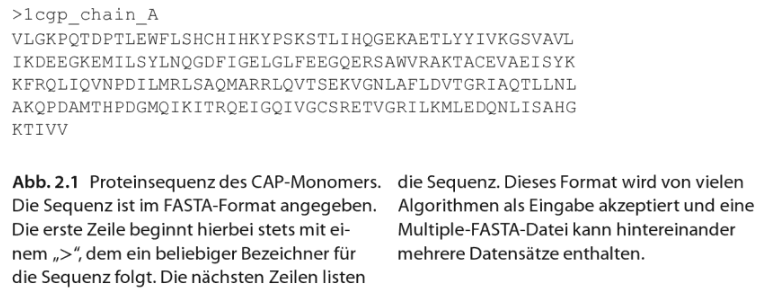 >1cgp_chain_A
VLGKPQTDPTLEWFLSHCHIHKYPSKSTLIHQGEKAETLYYIVKGSVAVL
IKDEEGKEMILSYLNQGDFIGELGLFEEGQERSAWVRAKTACEVAEISYK
KFRQLIQVNPDILMRLSAQMARRLQVTSEKVGNLAFLDVTGRIAQTLLNL
AKQPDAMTHPDGMQIKITRQEIGQIVGCSRETVGRILKMLEDQNLISAHG
KTIVV
Abb. 2.1 Proteinsequenz des CAP-Monomers.
Die Sequenz ist im FASTA-Format angegeben.
Die erste Zeile beginnt hierbei stets mit ei-
nem „>“, dem ein beliebiger Bezeichner für
die Sequenz folgt. Die nächsten Zeilen listen
die Sequenz. Dieses Format wird von vielen
Algorithmen als Eingabe akzeptiert und eine
Multiple-FASTA-Datei kann hintereinander
mehrere Datensätze enthalten.